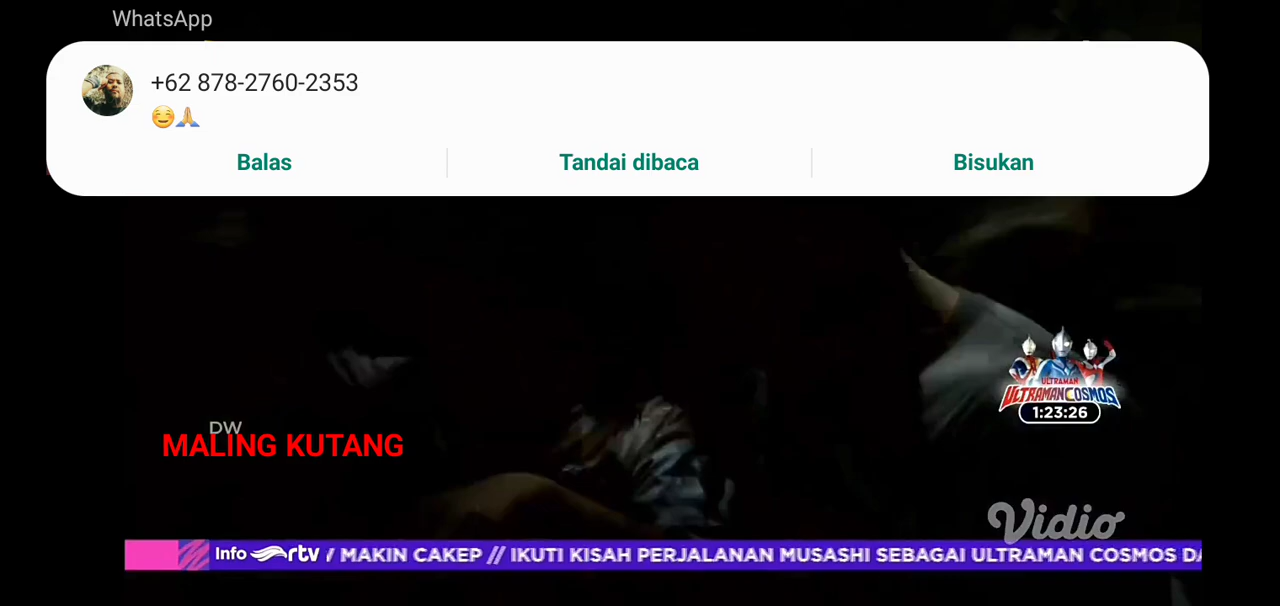 WhatsApp
+62 878-2760-2353
☺️🙏
Balas
Tandai dibaca
Bisukan
ULTRAMAN
ULTRAMAN COSMOS
1:23:26
DW
MALING KUTANG
Vidio
Info rtv / MAKIN CAKEP // IKUTI KISAH PERJALANAN MUSASHI SEBAGAI ULTRAMAN COSMOS DA